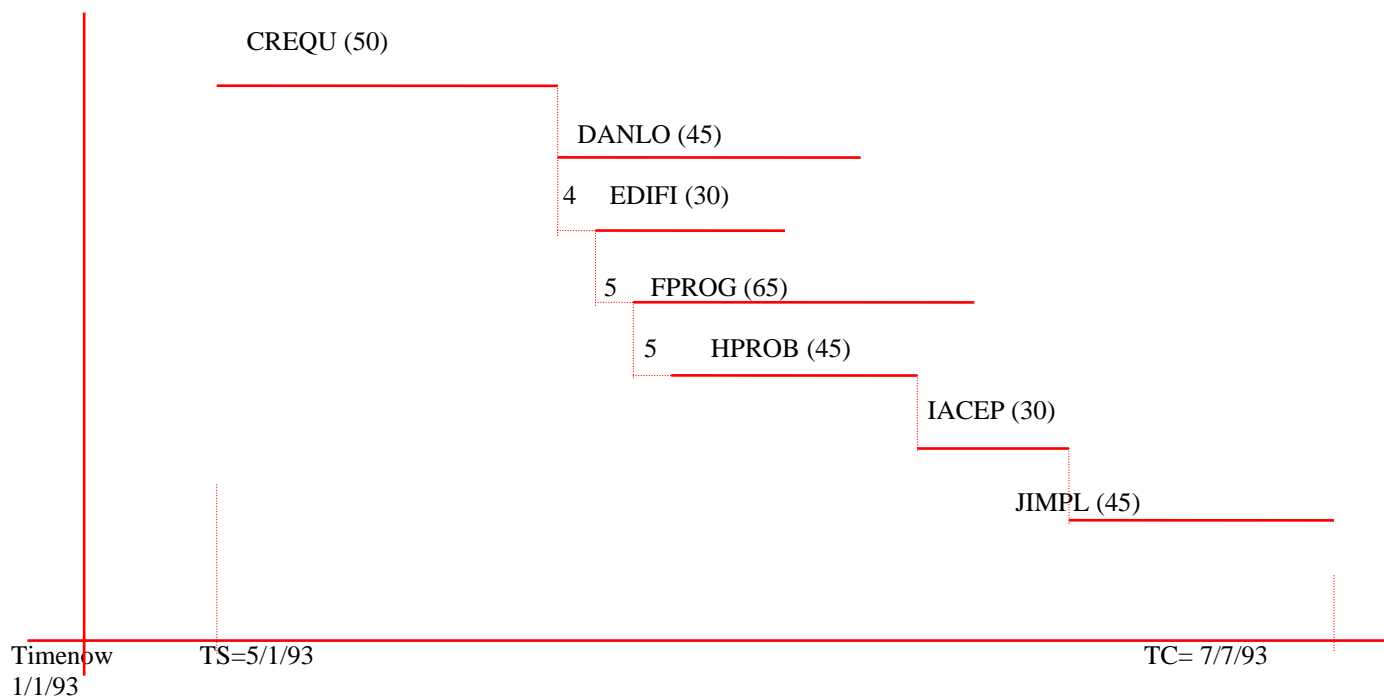 CREQU (50)
DANLO (45)
4 EDIFI (30)
5 FPROG (65)
5 HPROB (45)
IACEP (30)
JIMPL (45)
Timenow TS=5/1/93 TC= 7/7/93
1/1/93